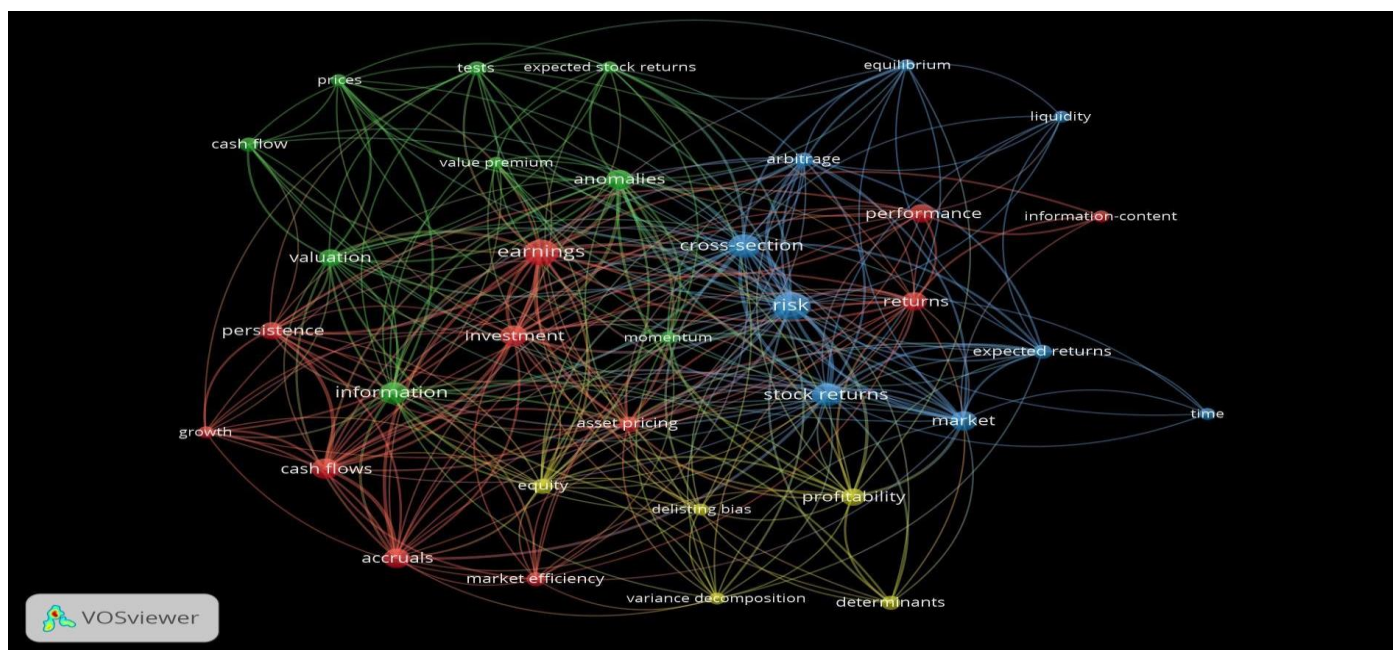 equilibrium
tests
expected stock returns
prices
liquidity
cash flow
arbitrage
value premium
anomalies
performance
information-content
cross-section
earnings
valuation
returns
risk
persistence
investment
momentum
expected returns
information
stock returns
time
market
asset pricing
growth
cash flows
equity
profitability
delisting bias
accruals
market efficiency
variance decomposition
determinants
VOSviewer